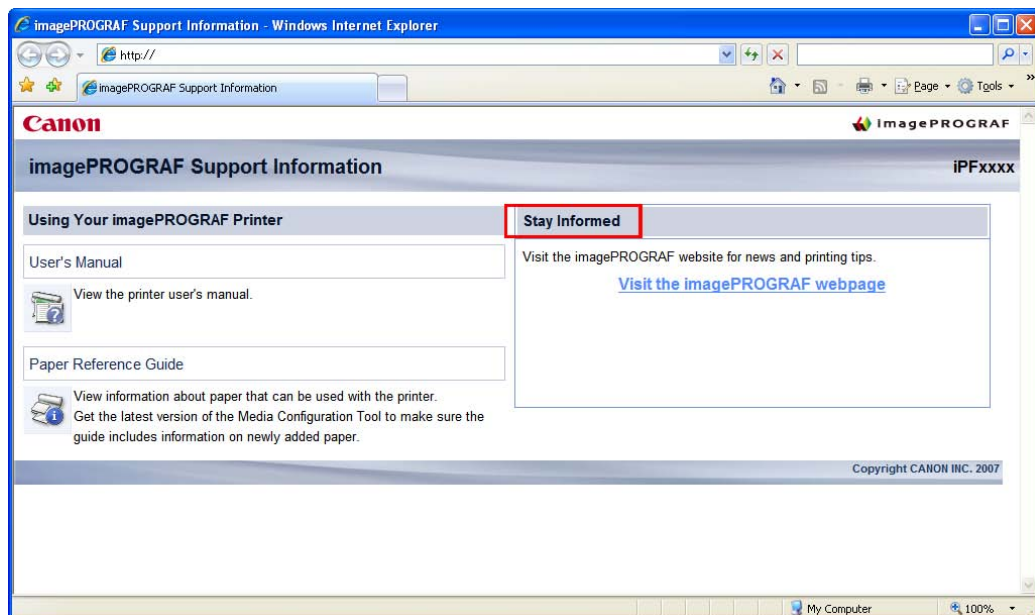 imagePROGRAF Support Information - Windows Internet Explorer
http://
imagePROGRAF Support Information
Page
Tools
»
Canon
imagePROGRAF
imagePROGRAF Support Information
iPFxxxx
Using Your imagePROGRAF Printer
User's Manual
View the printer user's manual.
Paper Reference Guide
View information about paper that can be used with the printer.
Get the latest version of the Media Configuration Tool to make sure the
guide includes information on newly added paper.
Stay Informed
Visit the imagePROGRAF website for news and printing tips.
Visit the imagePROGRAF webpage
Copyright CANON INC. 2007
My Computer
100%